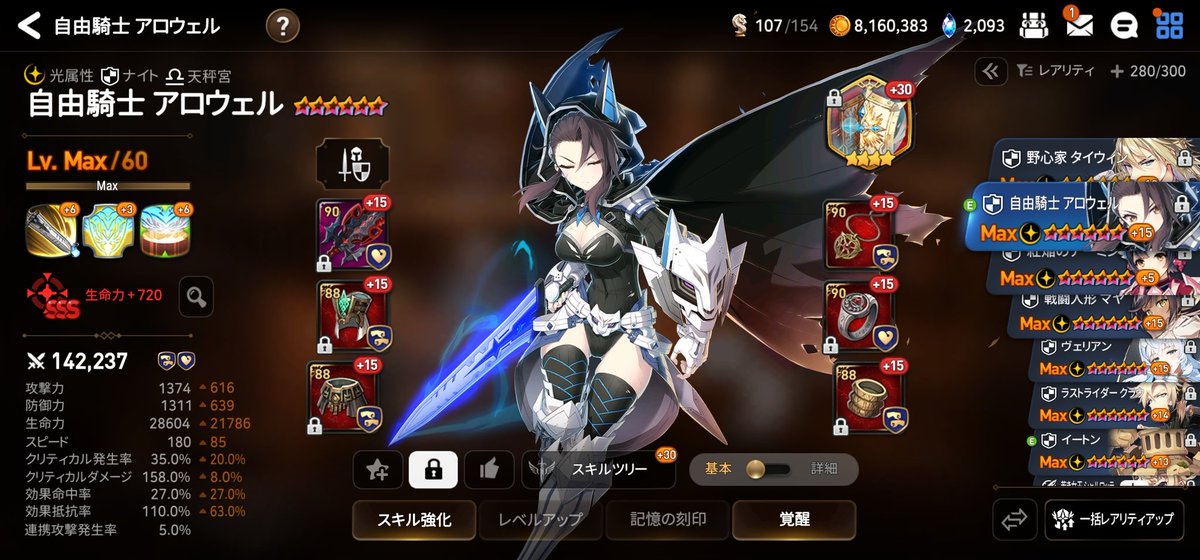 自由騎士 アロウェル
?
107/154
8,160,383
2,093
1
光属性 ナイト 天秤宮
自由騎士 アロウェル
レアリティ
280/300
Lv. Max/60
Max
+6
+3
+6
SSS
生命力+720
142,237
攻撃力 1374 616
防御力 1311 639
生命力 28604 21786
スピード 180 85
クリティカル発生率 35.0% 20.0%
クリティカルダメージ 158.0% 8.0%
効果命中率 27.0% 27.0%
効果抵抗率 110.0% 63.0%
連携攻撃発生率 5.0%
90 +15
88 +15
88 +15
+30
90 +15
90 +15
88 +15
野心家 タイウィン
E
自由騎士 アロウェル
Max +15
Max +5
戦闘人形 マヤ
Max +15
ヴェリアン
Max +15
ラストライダー クラウ
Max +14
E
イートン
Max +13
スキルツリー
+30
基本
詳細
スキル強化
レベルアップ
記憶の刻印
覚醒
一括レアリティアップ